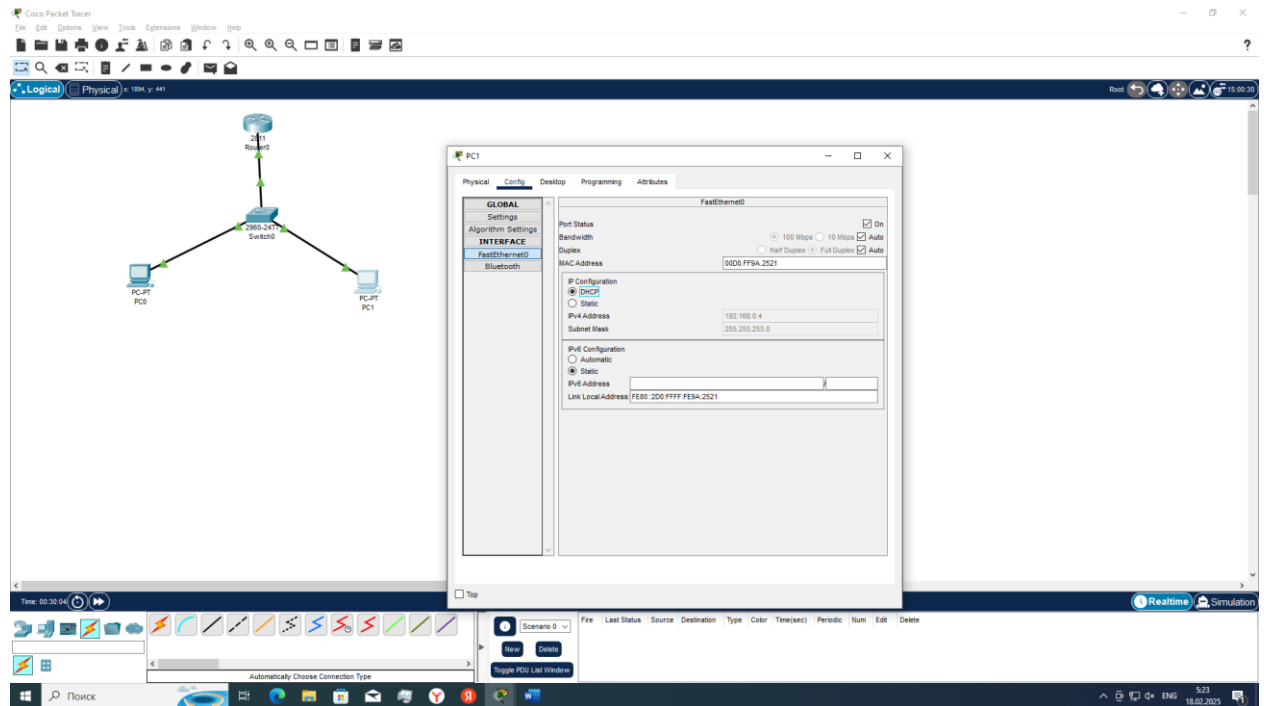 Cisco Packet Tracer
File Edit Options View Tools Extensions Window Help
?
Logical Physical x: 1894, y: 441 Root 15:00:30
2811
Router0
2960-24TT
Switch0
PC-PT
PC0
PC-PT
PC1
PC1
Physical Config Desktop Programming Attributes
GLOBAL
Settings
Algorithm Settings
INTERFACE
FastEthernet0
Bluetooth
FastEthernet0
Port Status On
Bandwidth 100 Mbps 10 Mbps Auto
Duplex Half Duplex Full Duplex Auto
MAC Address 00D0.FF9A.2521
IP Configuration
DHCP
Static
IPv4 Address 192.168.0.4
Subnet Mask 255.255.255.0
IPv6 Configuration
Automatic
Static
IPv6 Address /
Link Local Address: FE80::2D0:FFFF:FE9A:2521
Top
Time: 00:30:04 Realtime Simulation
Scenario 0
New Delete
Toggle PDU List Window
Fire Last Status Source Destination Type Color Time(sec) Periodic Num Edit Delete
Automatically Choose Connection Type
Поиск
ENG 5:23
18.02.2025